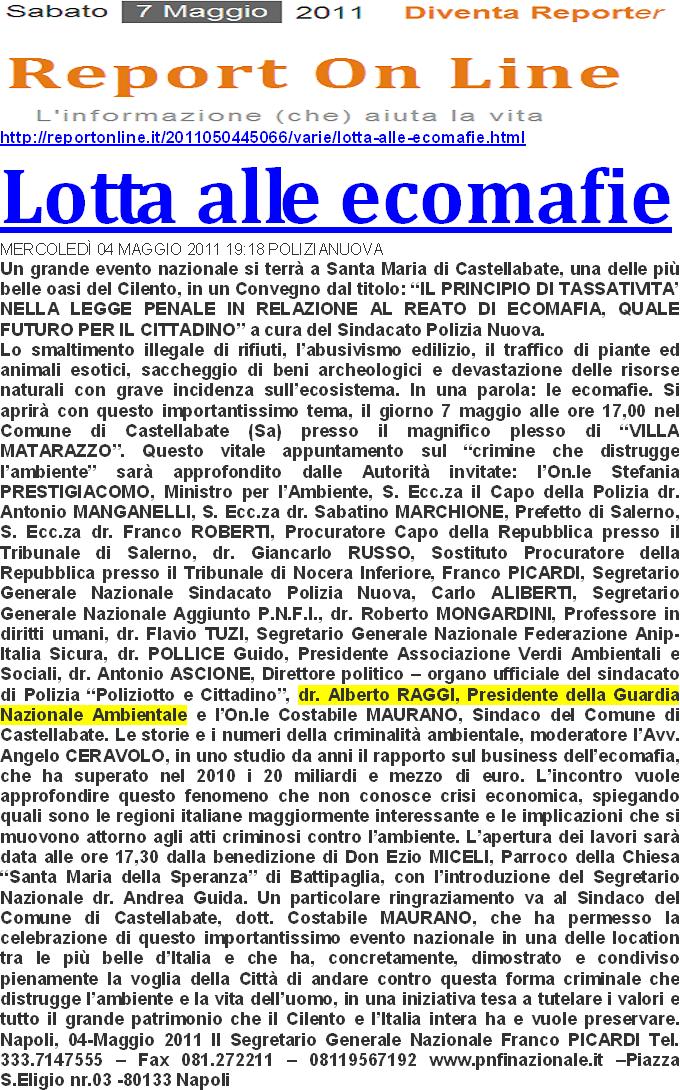 Sabato 7 Maggio 2011 Diventa Reporter
Report On Line
L'informazione (che) aiuta la vita
http://reportonline.it/2011050445066/varie/lotta-alle-ecomafie.html
Lotta alle ecomafie
MERCOLEDÌ 04 MAGGIO 2011 19:18 POLIZIANUOVA
Un grande evento nazionale si terrà a Santa Maria di Castellabate, una delle più
belle oasi del Cilento, in un Convegno dal titolo: “IL PRINCIPIO DI TASSATIVITA’
NELLA LEGGE PENALE IN RELAZIONE AL REATO DI ECOMAFIA, QUALE
FUTURO PER IL CITTADINO” a cura del Sindacato Polizia Nuova.
Lo smaltimento illegale di rifiuti, l’abusivismo edilizio, il traffico di piante ed
animali esotici, saccheggio di beni archeologici e devastazione delle risorse
naturali con grave incidenza sull’ecosistema. In una parola: le ecomafie. Si
aprirà con questo importantissimo tema, il giorno 7 maggio alle ore 17,00 nel
Comune di Castellabate (Sa) presso il magnifico plesso di “VILLA
MATARAZZO”. Questo vitale appuntamento sul “crimine che distrugge
l’ambiente” sarà approfondito dalle Autorità invitate: l’On.le Stefania
PRESTIGIACOMO, Ministro per l’Ambiente, S. Ecc.za il Capo della Polizia dr.
Antonio MANGANELLI, S. Ecc.za dr. Sabatino MARCHIONE, Prefetto di Salerno,
S. Ecc.za dr. Franco ROBERTI, Procuratore Capo della Repubblica presso il
Tribunale di Salerno, dr. Giancarlo RUSSO, Sostituto Procuratore della
Repubblica presso il Tribunale di Nocera Inferiore, Franco PICARDI, Segretario
Generale Nazionale Sindacato Polizia Nuova, Carlo ALIBERTI, Segretario
Generale Nazionale Aggiunto P.N.F.I., dr. Roberto MONGARDINI, Professore in
diritti umani, dr. Flavio TUZI, Segretario Generale Nazionale Federazione Anip-
Italia Sicura, dr. POLLICE Guido, Presidente Associazione Verdi Ambientali e
Sociali, dr. Antonio ASCIONE, Direttore politico – organo ufficiale del sindacato
di Polizia “Poliziotto e Cittadino”, dr. Alberto RAGGI, Presidente della Guardia
Nazionale Ambientale e l’On.le Costabile MAURANO, Sindaco del Comune di
Castellabate. Le storie e i numeri della criminalità ambientale, moderatore l’Avv.
Angelo CERAVOLO, in uno studio da anni il rapporto sul business dell’ecomafia,
che ha superato nel 2010 i 20 miliardi e mezzo di euro. L’incontro vuole
approfondire questo fenomeno che non conosce crisi economica, spiegando
quali sono le regioni italiane maggiormente interessante e le implicazioni che si
muovono attorno agli atti criminosi contro l’ambiente. L’apertura dei lavori sarà
data alle ore 17,30 dalla benedizione di Don Ezio MICELI, Parroco della Chiesa
“Santa Maria della Speranza” di Battipaglia, con l’introduzione del Segretario
Nazionale dr. Andrea Guida. Un particolare ringraziamento va al Sindaco del
Comune di Castellabate, dott. Costabile MAURANO, che ha permesso la
celebrazione di questo importantissimo evento nazionale in una delle location
tra le più belle d’Italia e che ha, concretamente, dimostrato e condiviso
pienamente la voglia della Città di andare contro questa forma criminale che
distrugge l’ambiente e la vita dell’uomo, in una iniziativa tesa a tutelare i valori e
tutto il grande patrimonio che il Cilento e l’Italia intera ha e vuole preservare.
Napoli, 04-Maggio 2011 Il Segretario Generale Nazionale Franco PICARDI Tel.
333.7147555 – Fax 081.272211 – 08119567192 www.pnfinazionale.it –Piazza
S.Eligio nr.03 -80133 Napoli